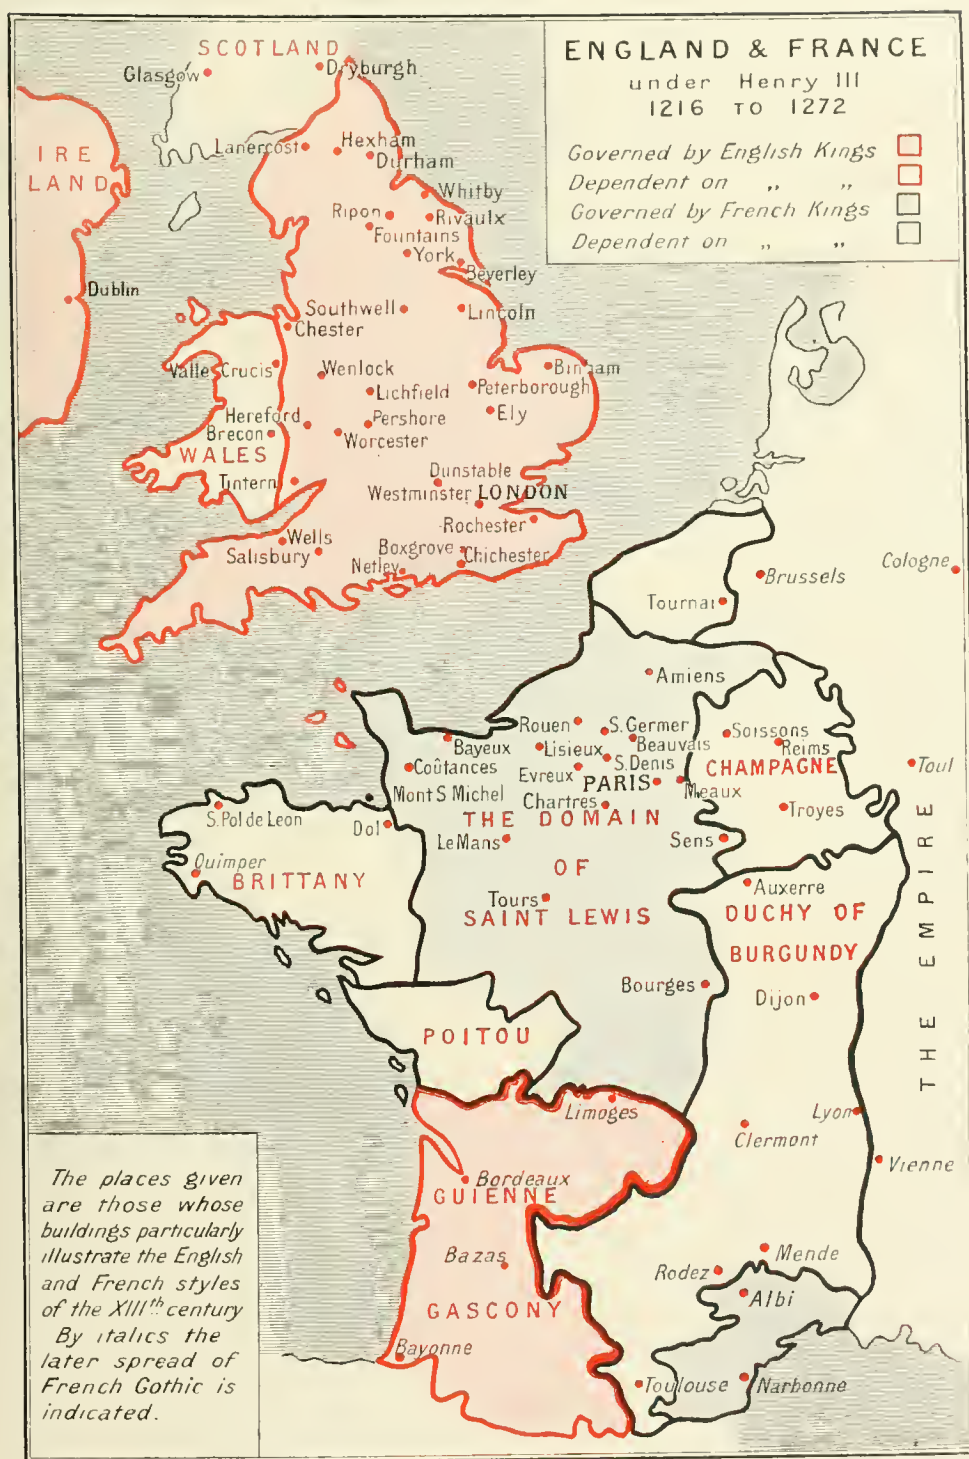 ENGLAND & FRANCE
under Henry III
1216 TO 1272
Governed by English Kings
Dependent on „ „
Governed by French Kings
Dependent on „ „
SCOTLAND
Glasgow
Dryburgh
IRE
LAND
Lanercost
Hexham
Durham
Whitby
Ripon
Rivaulx
Fountains
York
Beverley
Dublin
Southwell
Lincoln
Chester
Valle Crucis
Wenlock
Binham
Lichfield
Peterborough
Hereford
Pershore
Ely
Brecon
Worcester
WALES
Dunstable
Tintern
Westminster LONDON
Rochester
Wells
Salisbury
Boxgrove
Chichester
Netley
Cologne
Brussels
Tournai
Amiens
Rouen
S. Germer
Soissons
Bayeux
Lisieux
Beauvais
Reims
Coûtances
S. Denis
CHAMPAGNE
Toul
Evreux
PARIS
Meaux
Mont S Michel
Chartres
Troyes
S. Pol de Leon
THE DOMAIN
Dol
LeMans
Sens
Quimper
OF
BRITTANY
Auxerre
Tours
SAINT LEWIS
DUCHY OF
BURGUNDY
THE EMPIRE
Bourges
Dijon
POITOU
Limoges
Lyon
Clermont
Vienne
Bordeaux
GUIENNE
Bazas
Mende
Rodez
Albi
GASCONY
Bayonne
Toulouse
Narbonne
The places given
are those whose
buildings particularly
illustrate the English
and French styles
of the XIIIth century
By italics the
later spread of
French Gothic is
indicated.